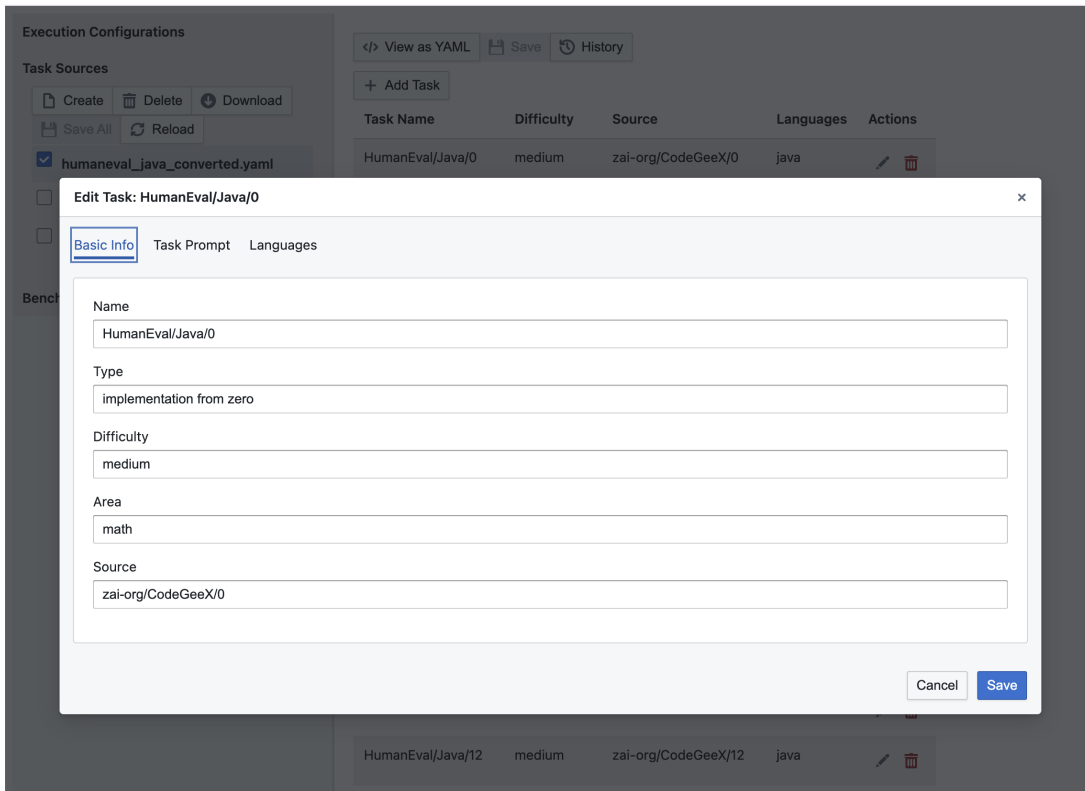 Execution Configurations
</> View as YAML Save History
Task Sources
+ Add Task
Create Delete Download
Save All Reload
Task Name Difficulty Source Languages Actions
humaneval_java_converted.yaml
HumanEval/Java/0 medium zai-org/CodeGeeX/0 java
Edit Task: HumanEval/Java/0 ×
Basic Info Task Prompt Languages
Bench
Name
HumanEval/Java/0
Type
implementation from zero
Difficulty
medium
Area
math
Source
zai-org/CodeGeeX/0
Cancel Save
HumanEval/Java/12 medium zai-org/CodeGeeX/12 java